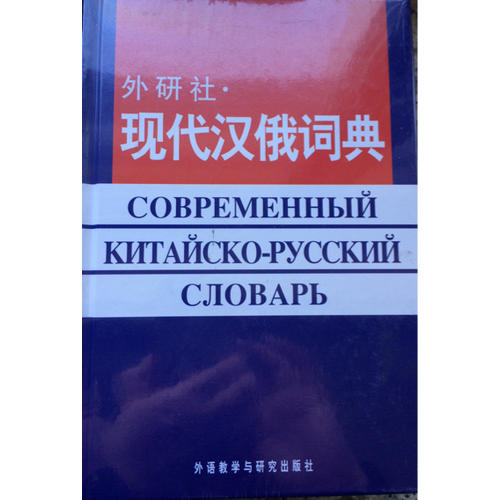 外研社·
现代汉俄词典
СОВРЕМЕННЫЙ
КИТАЙСКО-РУССКИЙ
СЛОВАРЬ
外语教学与研究出版社